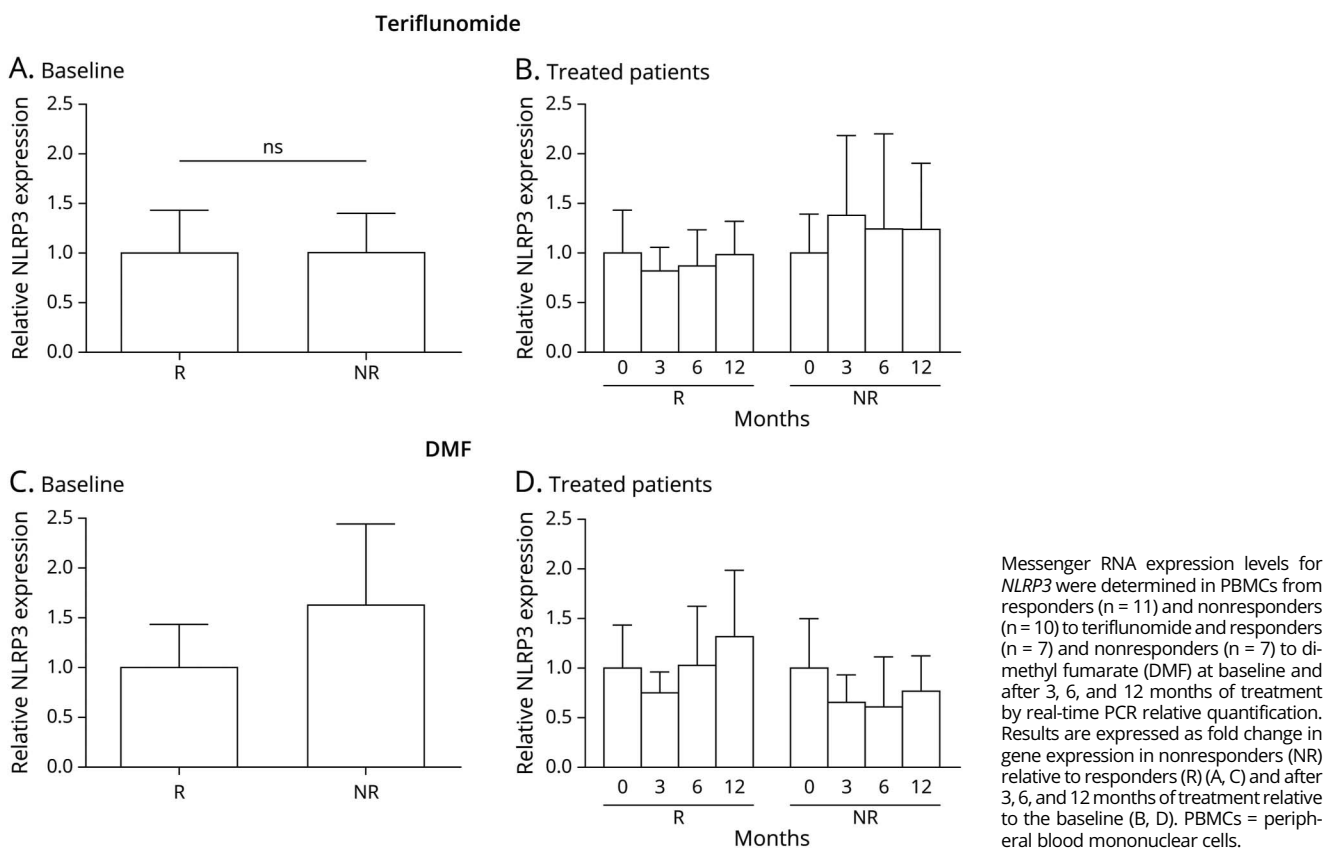 Teriflunomide
A. Baseline
Relative NLRP3 expression
2.5
2.0
1.5
1.0
0.5
0.0
ns
R NR
B. Treated patients
Relative NLRP3 expression
2.5
2.0
1.5
1.0
0.5
0.0
0 3 6 12 0 3 6 12
R NR
Months
DMF
C. Baseline
Relative NLRP3 expression
2.5
2.0
1.5
1.0
0.5
0.0
R NR
D. Treated patients
Relative NLRP3 expression
2.5
2.0
1.5
1.0
0.5
0.0
0 3 6 12 0 3 6 12
R NR
Months
Messenger RNA expression levels for
NLRP3 were determined in PBMCs from
responders (n = 11) and nonresponders
(n = 10) to teriflunomide and responders
(n = 7) and nonresponders (n = 7) to di-
methyl fumarate (DMF) at baseline and
after 3, 6, and 12 months of treatment
by real-time PCR relative quantification.
Results are expressed as fold change in
gene expression in nonresponders (NR)
relative to responders (R) (A, C) and after
3, 6, and 12 months of treatment relative
to the baseline (B, D). PBMCs = periph-
eral blood mononuclear cells.